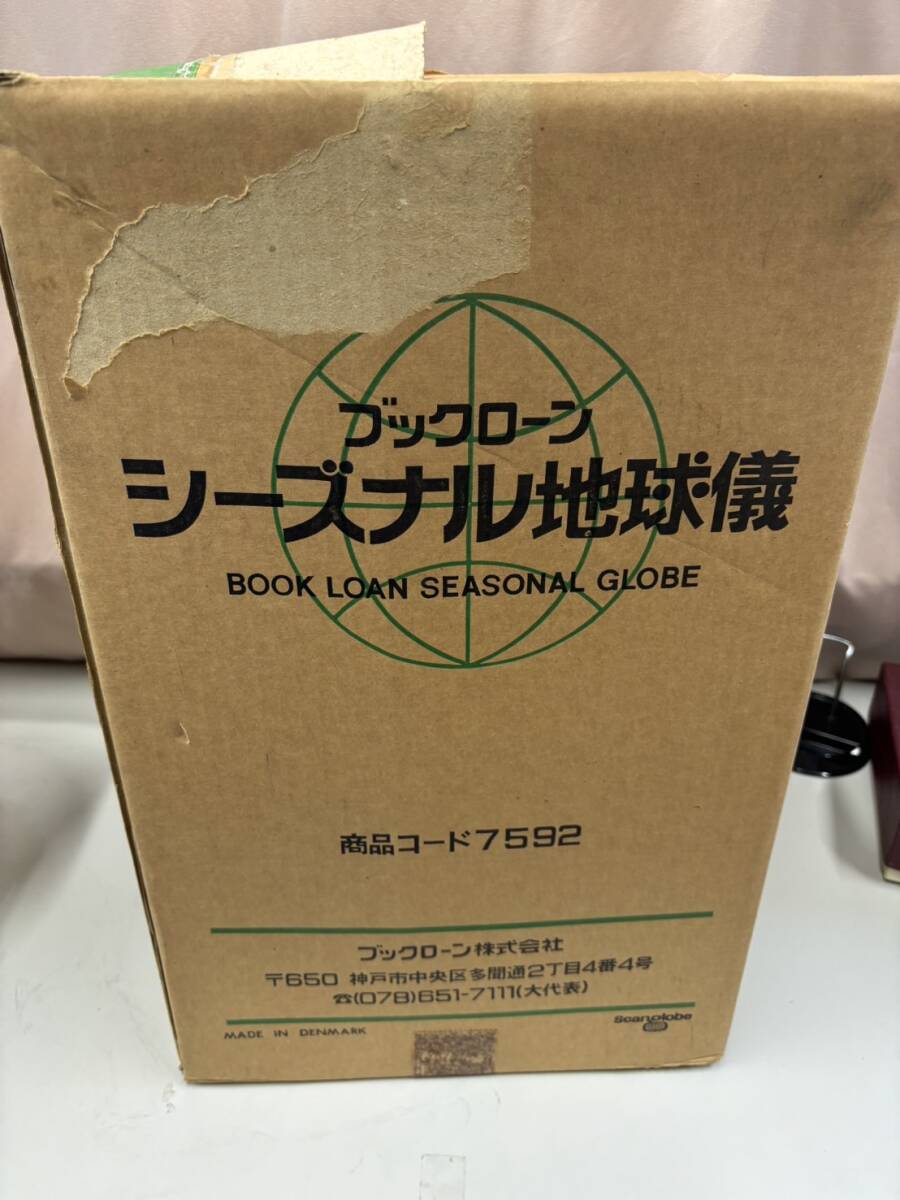 ブックローン
シーズナル地球儀
BOOK LOAN SEASONAL GLOBE
商品コード7592
ブックローン株式会社
〒650 神戸市中央区多聞通2丁目4番4号
☎(078)651-7111(大代表)
MADE IN DENMARK
Scanglobe